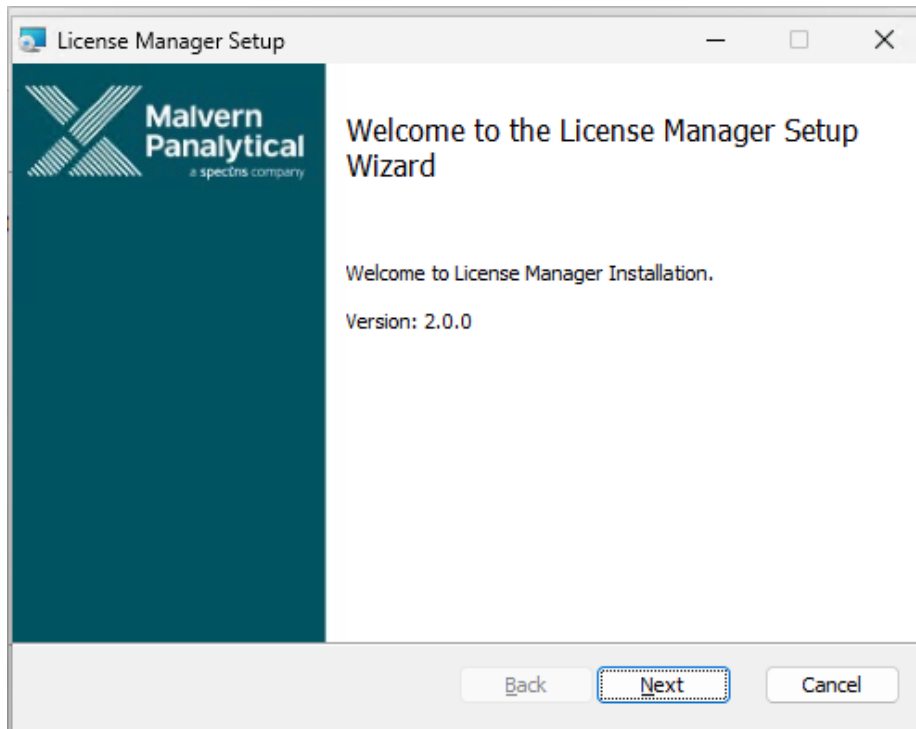 License Manager Setup
Malvern
Panalytical
a spectris company
Welcome to the License Manager Setup
Wizard
Welcome to License Manager Installation.
Version: 2.0.0
Back
Next
Cancel